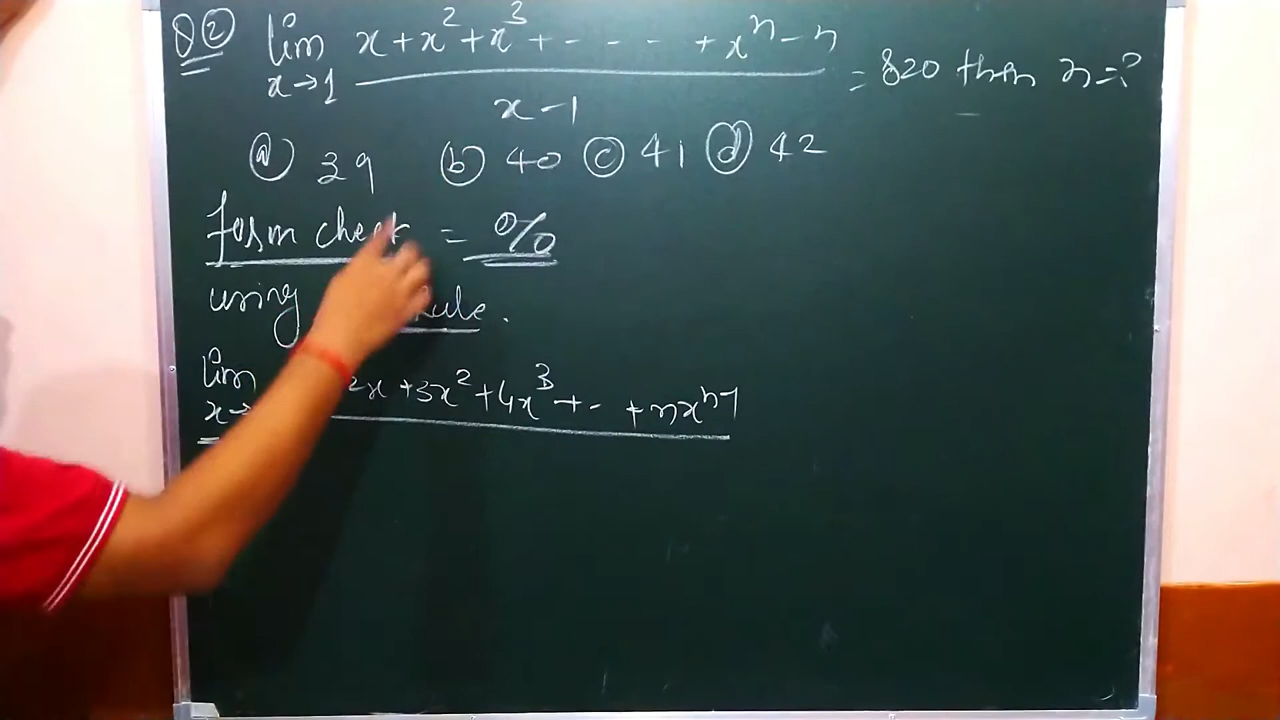 Q② lim x→1 x + x² + x³ + - - - - + xⁿ - n / x - 1 = 820 then n = ?
ⓐ 39 ⓑ 40 ⓒ 41 ⓓ 42
form check = 0/0
using Rule.
lim x→ 2x + 3x² + 4x³ + - - + nxⁿ⁻¹